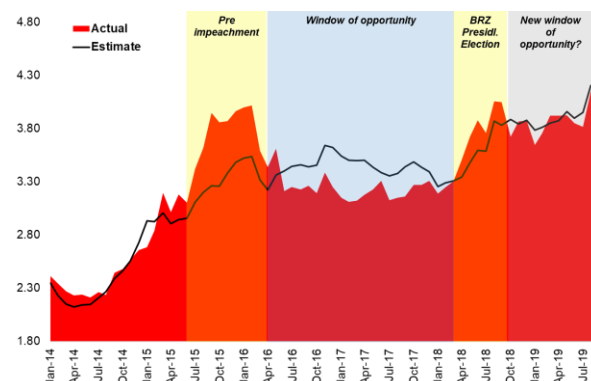 4.80
4.30
3.80
3.30
2.80
2.30
1.80
Actual
Estimate
Pre
impeachment
Window of opportunity
BRZ
Presidl.
Election
New window
of
opportunity?
Jan-14
Apr-14
Jul-14
Oct-14
Jan-15
Apr-15
Jul-15
Oct-15
Jan-16
Apr-16
Jul-16
Oct-16
Jan-17
Apr-17
Jul-17
Oct-17
Jan-18
Apr-18
Jul-18
Oct-18
Jan-19
Apr-19
Jul-19